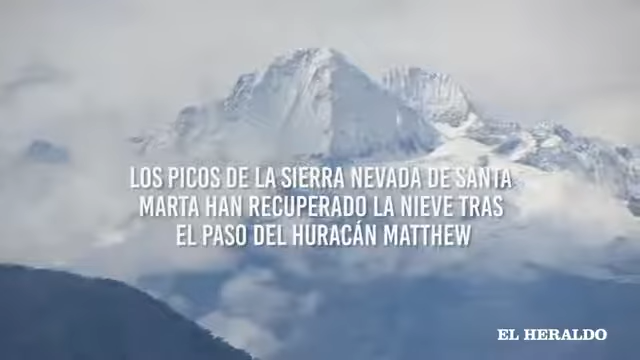 LOS PICOS DE LA SIERRA NEVADA DE SANTA
MARTA HAN RECUPERADO LA NIEVE TRAS
EL PASO DEL HURACÁN MATTHEW
EL HERALDO